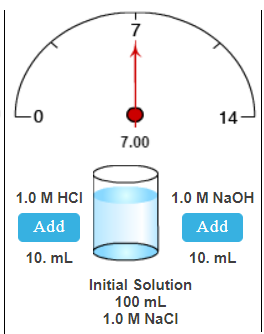 7
0
14
7.00
1.0 M HCl
1.0 M NaOH
Add
Add
10. mL
10. mL
Initial Solution
100 mL
1.0 M NaCl